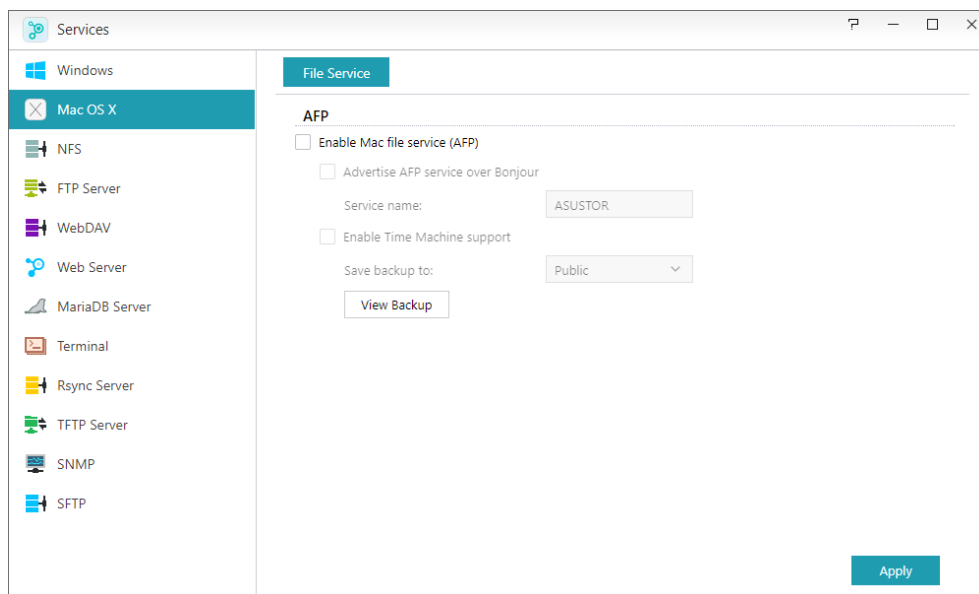 Services
Windows
Mac OS X
NFS
FTP Server
WebDAV
Web Server
MariaDB Server
Terminal
Rsync Server
TFTP Server
SNMP
SFTP
File Service
AFP
Enable Mac file service (AFP)
Advertise AFP service over Bonjour
Service name: ASUSTOR
Enable Time Machine support
Save backup to: Public
View Backup
Apply